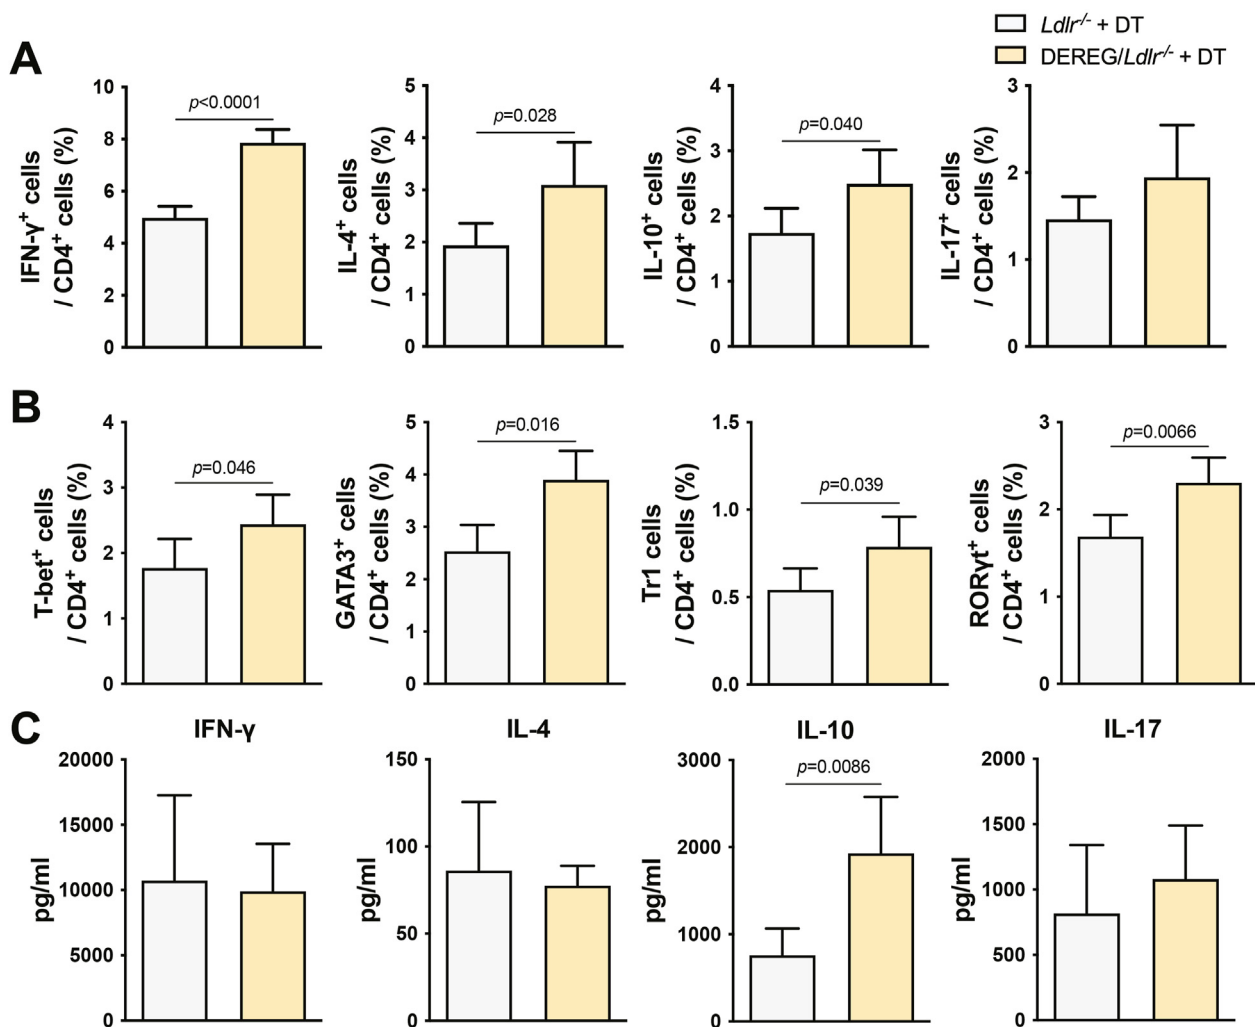 Ldlr-/- + DT
DEREG/Ldlr-/- + DT
A
IFN-γ+ cells
/ CD4+ cells (%)
10
8
6
4
2
0
p<0.0001
IL-4+ cells
/ CD4+ cells (%)
5
4
3
2
1
0
p=0.028
IL-10+ cells
/ CD4+ cells (%)
4
3
2
1
0
p=0.040
IL-17+ cells
/ CD4+ cells (%)
3
2
1
0
B
T-bet+ cells
/ CD4+ cells (%)
4
3
2
1
0
p=0.046
GATA3+ cells
/ CD4+ cells (%)
5
4
3
2
1
0
p=0.016
Tr1 cells
/ CD4+ cells (%)
1.5
1.0
0.5
0.0
p=0.039
RORγt+ cells
/ CD4+ cells (%)
3
2
1
0
p=0.0066
C
IFN-γ
pg/ml
20000
15000
10000
5000
0
IL-4
pg/ml
150
100
50
0
IL-10
pg/ml
3000
2000
1000
0
p=0.0086
IL-17
pg/ml
2000
1500
1000
500
0